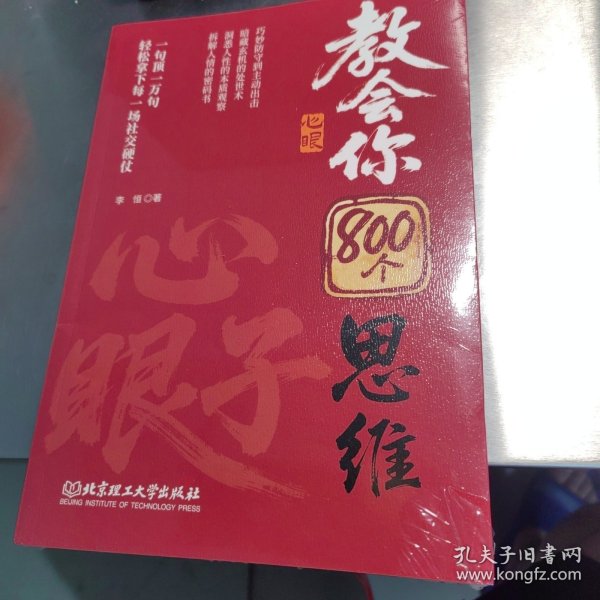 教会你
心眼
800
个
思维
巧妙防守到主动出击
暗藏玄机的处世术
洞悉人性的本质观察
拆解人情的密码书
一句顶一万句
轻松拿下每一场社交硬仗
李恒◎著
心
眼子
北京理工大学出版社
BEIJING INSTITUTE OF TECHNOLOGY PRESS
孔夫子旧书网
www.kongfz.com